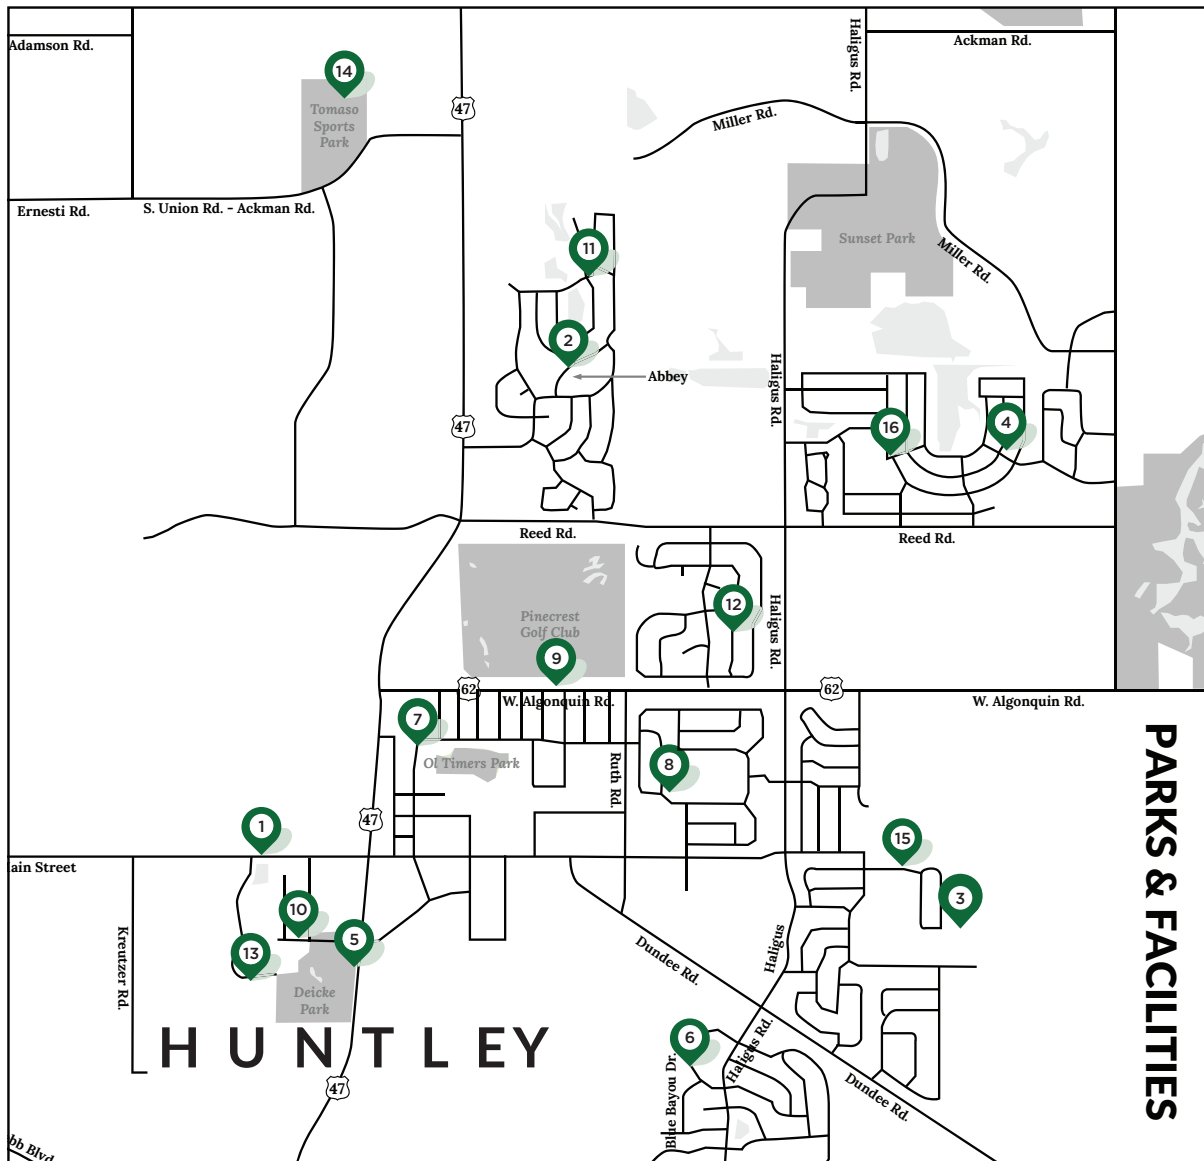 Adamson Rd.
Haligus Rd.
Ackman Rd.
14
47
Tomaso
Sports
Park
Miller Rd.
Ernesti Rd.
S. Union Rd. - Ackman Rd.
11
Sunset Park
Miller Rd.
2
Abbey
Haligus Rd.
47
16
4
Reed Rd.
Reed Rd.
Pinecrest
Golf Club
12
Haligus Rd.
9
62
62
W. Algonquin Rd.
W. Algonquin Rd.
7
Ol Timers Park
Ruth Rd.
8
PARKS & FACILITIES
47
1
15
ain Street
3
10
5
13
Kreutzer Rd.
Deicke
Park
Dundee Rd.
Haligus
HUNTLEY
6
Haligus Rd.
Blue Bayou Dr.
Dundee Rd.
47
bb Blvd.